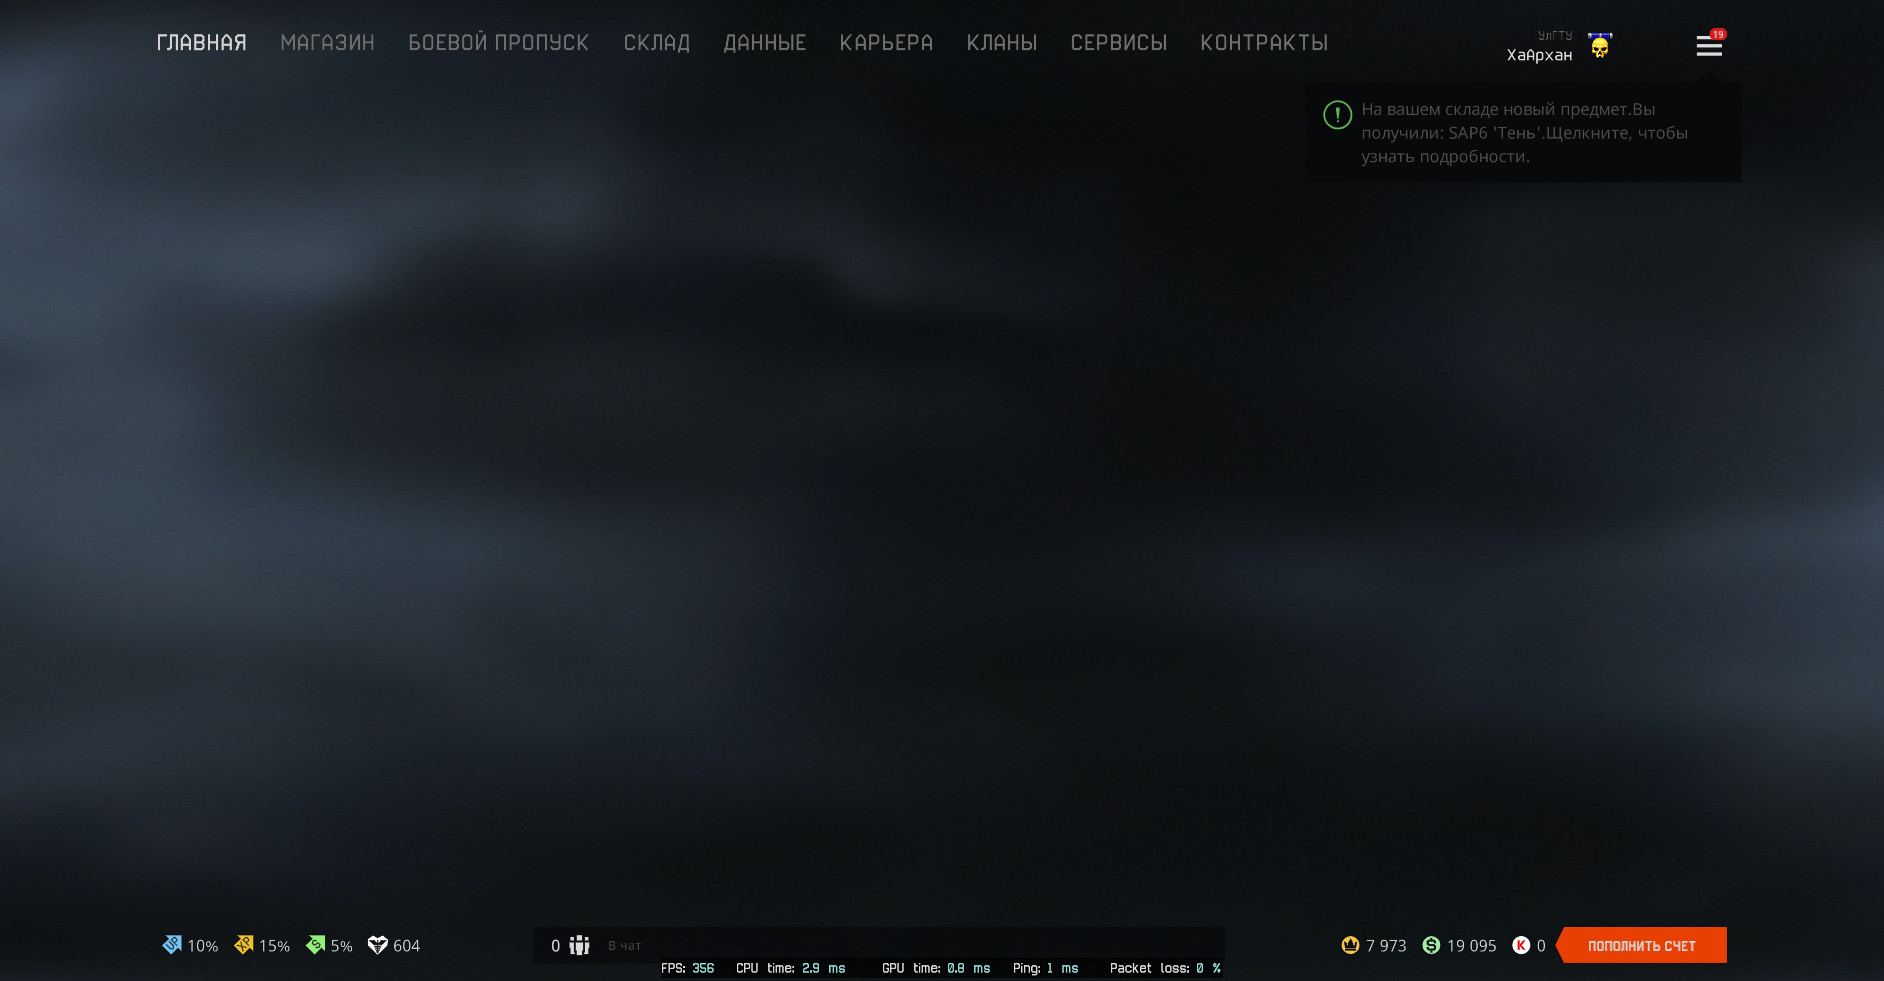 ГЛАВНАЯ МАГАЗИН БОЕВОЙ ПРОПУСК СКЛАД ДАННЫЕ КАРЬЕРА КЛАНЫ СЕРВИСЫ КОНТРАКТЫ
УлГТУ
ХаАрхан
19
На вашем складе новый предмет.Вы
получили: SAP6 'Тень'.Щелкните, чтобы
узнать подробности.
10% 15% 5% 604
0 В чат
7 973 19 095 K 0 ПОПОЛНИТЬ СЧЕТ
FPS: 356 CPU time: 2.9 ms GPU time: 0.8 ms Ping: 1 ms Packet loss: 0 %